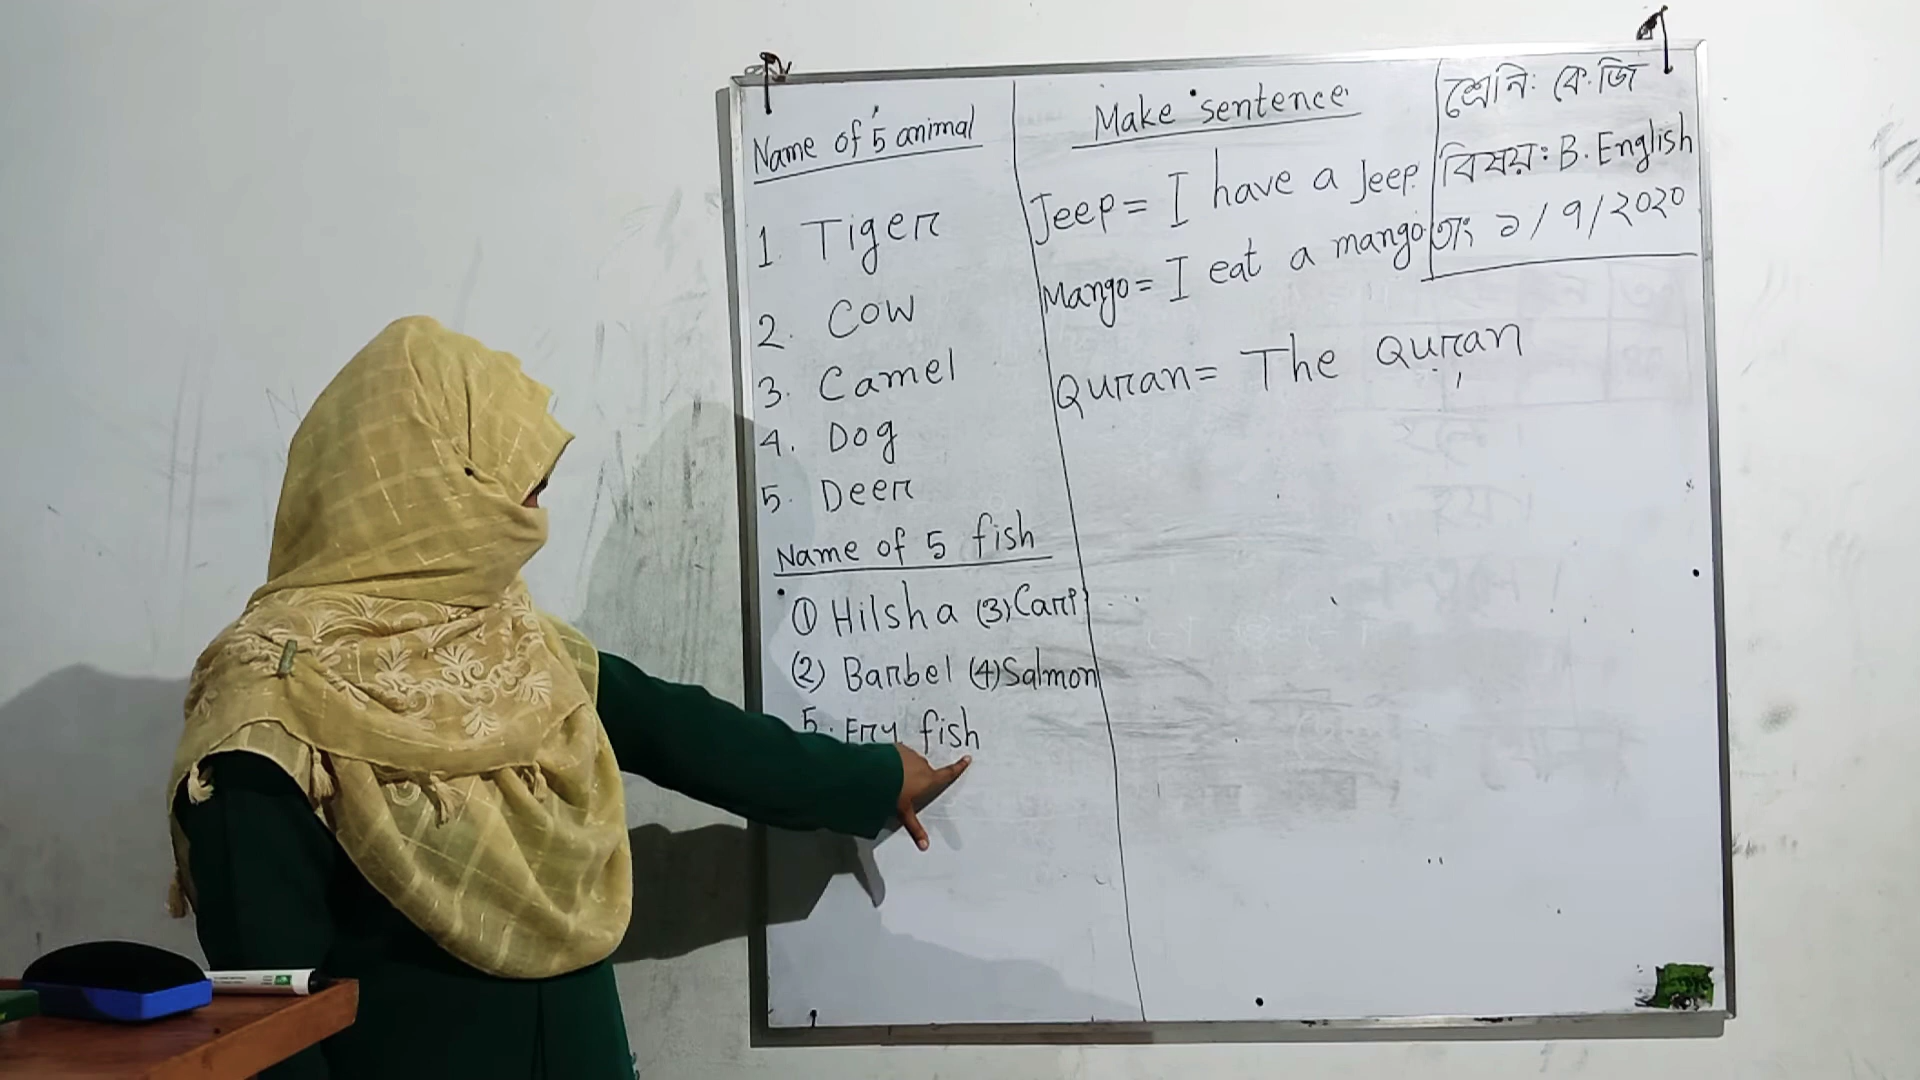 Name of 5 animal
1. Tiger
2. Cow
3. Camel
4. Dog
5. Deer
Name of 5 fish
① Hilsha (3) Carp
(2) Barbel (4) Salmon
5. Fry fish
Make sentence
Jeep = I have a Jeep.
Mango = I eat a mango.
Quran = The Quran
শ্রেনি: কে.জি
বিষয়: B. English
তাং ১/৭/২০২০